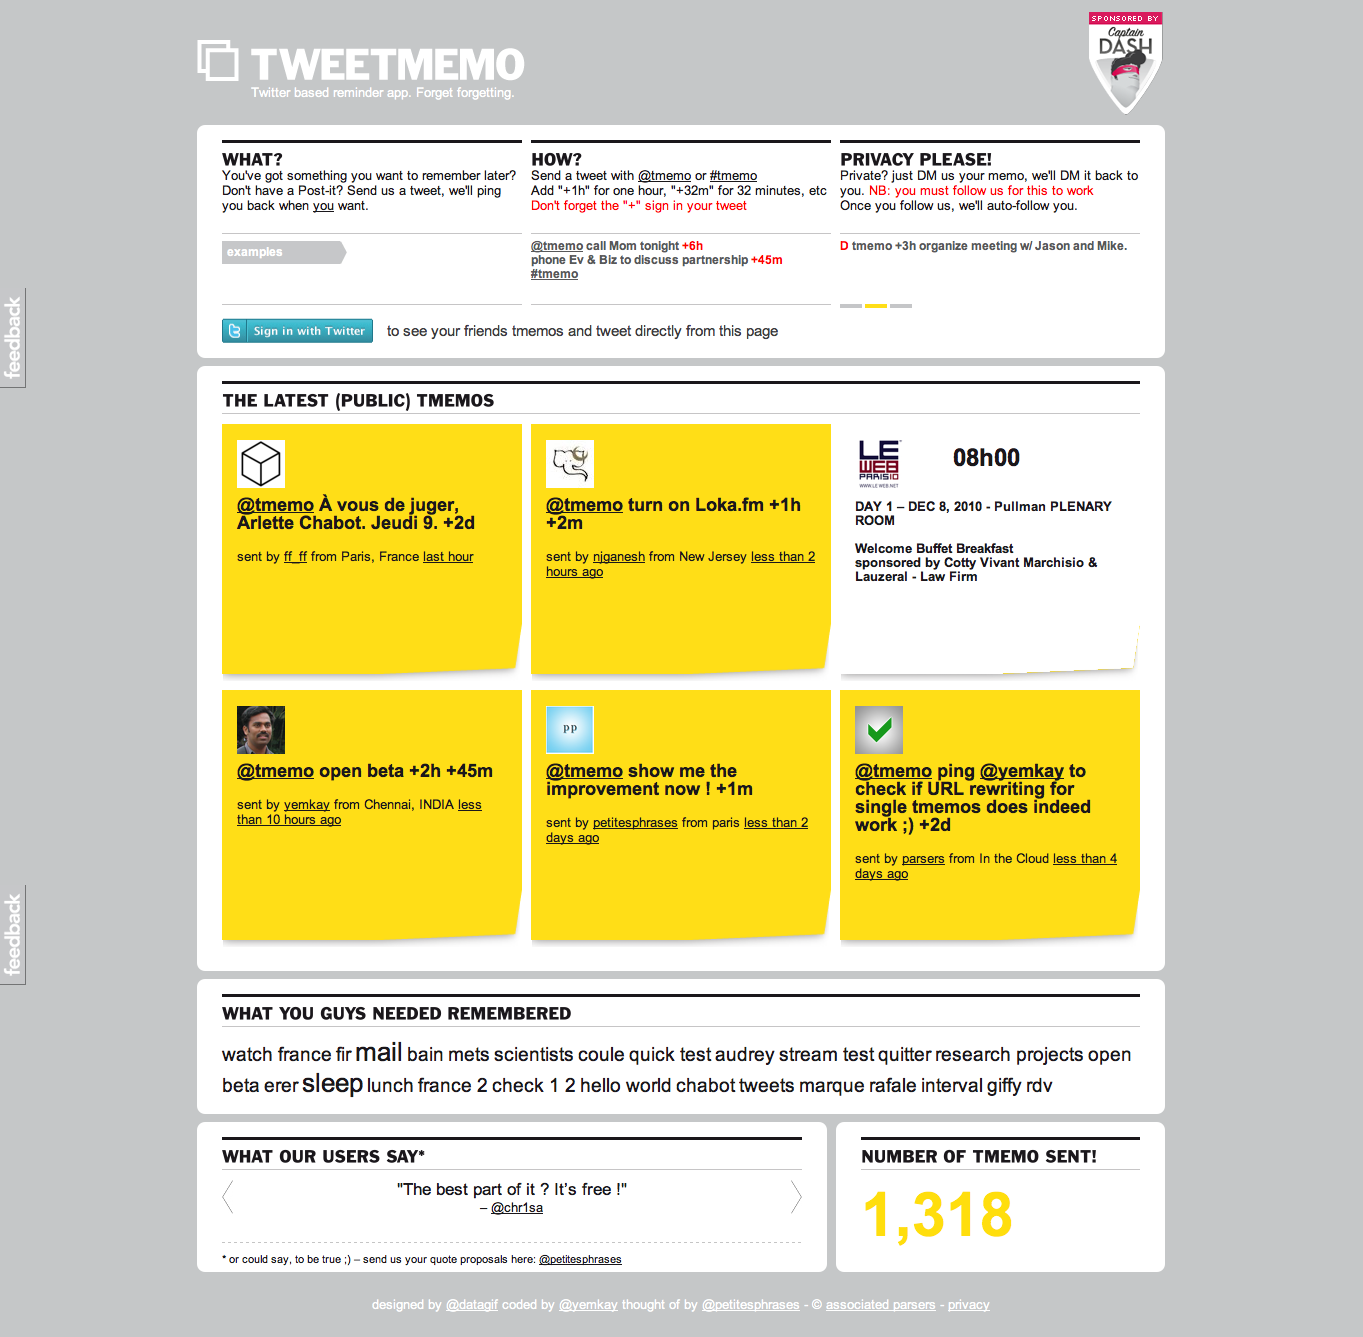 SPONSORED BY
Captain
DASH
TWEETMEMO
Twitter based reminder app. Forget forgetting.
WHAT?
You've got something you want to remember later?
Don't have a Post-it? Send us a tweet, we'll ping
you back when you want.
HOW?
Send a tweet with @tmemo or #tmemo
Add "+1h" for one hour, "+32m" for 32 minutes, etc
Don't forget the "+" sign in your tweet
PRIVACY PLEASE!
Private? just DM us your memo, we'll DM it back to
you. NB: you must follow us for this to work
Once you follow us, we'll auto-follow you.
examples
@tmemo call Mom tonight +6h
phone Ev & Biz to discuss partnership +45m
#tmemo
D tmemo +3h organize meeting w/ Jason and Mike.
Sign in with Twitter
to see your friends tmemos and tweet directly from this page
feedback
THE LATEST (PUBLIC) TMEMOS
@tmemo À vous de juger,
Arlette Chabot. Jeudi 9. +2d
sent by ff_ff from Paris, France last hour
@tmemo turn on Loka.fm +1h
+2m
sent by njganesh from New Jersey less than 2
hours ago
LE
WEB
PARIS10
WWW.LEWEB.NET
08h00
DAY 1 – DEC 8, 2010 - Pullman PLENARY
ROOM
Welcome Buffet Breakfast
sponsored by Cotty Vivant Marchisio &
Lauzeral - Law Firm
@tmemo open beta +2h +45m
sent by yemkay from Chennai, INDIA less
than 10 hours ago
pp
@tmemo show me the
improvement now ! +1m
sent by petitesphrases from paris less than 2
days ago
@tmemo ping @yemkay to
check if URL rewriting for
single tmemos does indeed
work ;) +2d
sent by parsers from In the Cloud less than 4
days ago
feedback
WHAT YOU GUYS NEEDED REMEMBERED
watch france fir mail bain mets scientists coule quick test audrey stream test quitter research projects open
beta erer sleep lunch france 2 check 1 2 hello world chabot tweets marque rafale interval giffy rdv
WHAT OUR USERS SAY*
"The best part of it ? It’s free !"
– @chr1sa
* or could say, to be true ;) – send us your quote proposals here: @petitesphrases
NUMBER OF TMEMO SENT!
1,318
designed by @datagif coded by @yemkay thought of by @petitesphrases - © associated parsers - privacy